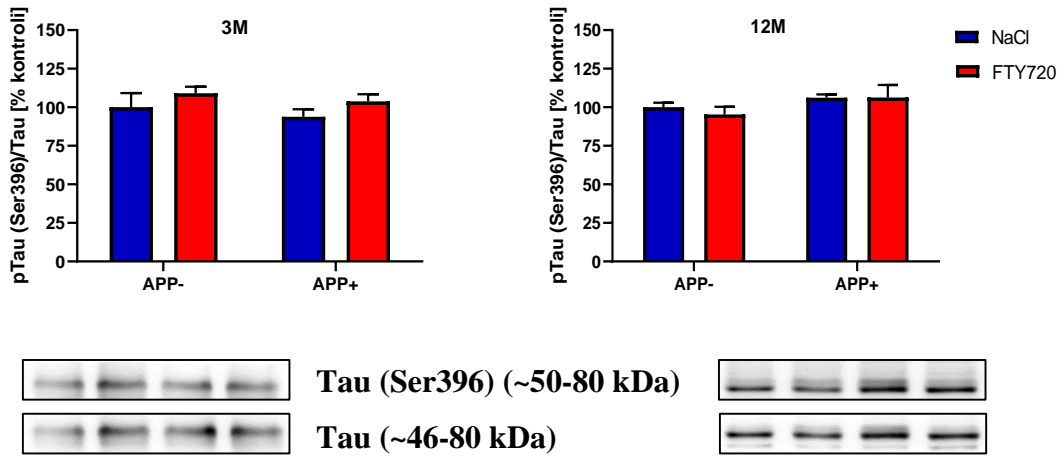 3M
pTau (Ser396)/Tau [% kontroli]
150
125
100
75
50
25
0
APP-
APP+
12M
pTau (Ser396)/Tau [% kontroli]
150
125
100
75
50
25
0
APP-
APP+
NaCl
FTY720
Tau (Ser396) (~50-80 kDa)
Tau (~46-80 kDa)